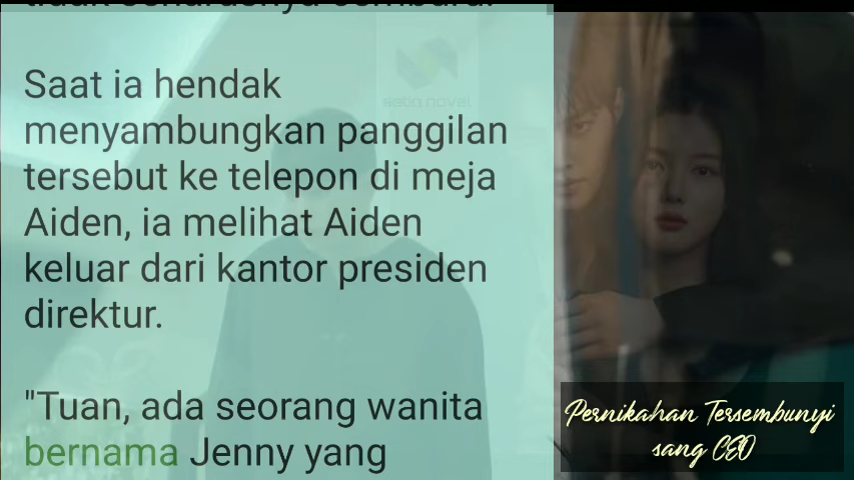 Saat ia hendak
menyambungkan panggilan
tersebut ke telepon di meja
Aiden, ia melihat Aiden
keluar dari kantor presiden
direktur.
"Tuan, ada seorang wanita
bernama Jenny yang
Pernikahan Tersembunyi
sang CEO